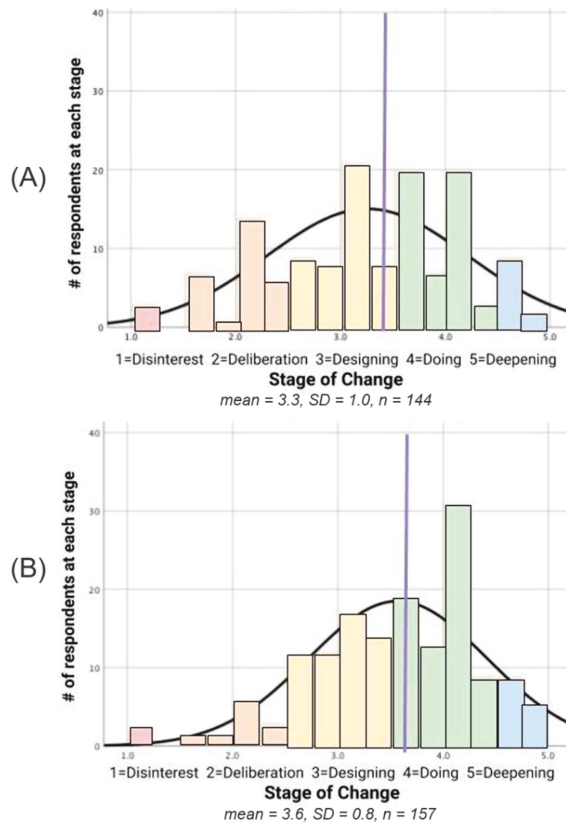 (A)
# of respondents at each stage
40
30
20
10
0
1.0 2.0 3.0 4.0 5.0
1=Disinterest 2=Deliberation 3=Designing 4=Doing 5=Deepening
Stage of Change
mean = 3.3, SD = 1.0, n = 144
(B)
# of respondents at each stage
40
30
20
10
0
1.0 2.0 3.0 4.0 5.0
1=Disinterest 2=Deliberation 3=Designing 4=Doing 5=Deepening
Stage of Change
mean = 3.6, SD = 0.8, n = 157